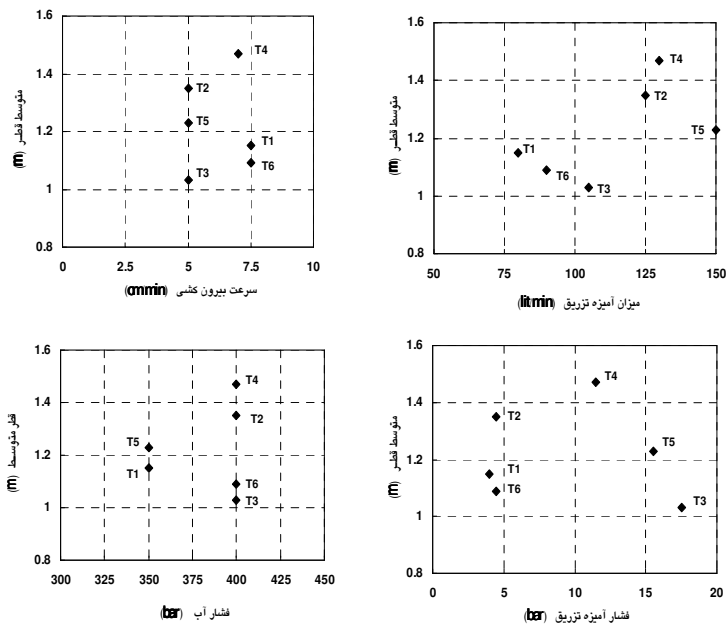 1.6
1.4
1.2
1
0.8
0 2.5 5 7.5 10
متوسط قطـر (m)
سرعت بیرون کشی (cm/min)
T4
T2
T5
T1
T6
T3
1.6
1.4
1.2
1
0.8
50 75 100 125 150
متوسط قطـر (m)
میزان آمیزه تزریق (lit/min)
T4
T2
T5
T1
T6
T3
1.6
1.4
1.2
1
0.8
300 325 350 375 400 425 450
قطر متوسـط (m)
فشار آب (bar)
T4
T2
T5
T1
T6
T3
1.6
1.4
1.2
1
0.8
0 5 10 15 20
متوسط قطـر (m)
فشار آمیزه تزریق (bar)
T4
T2
T5
T1
T6
T3